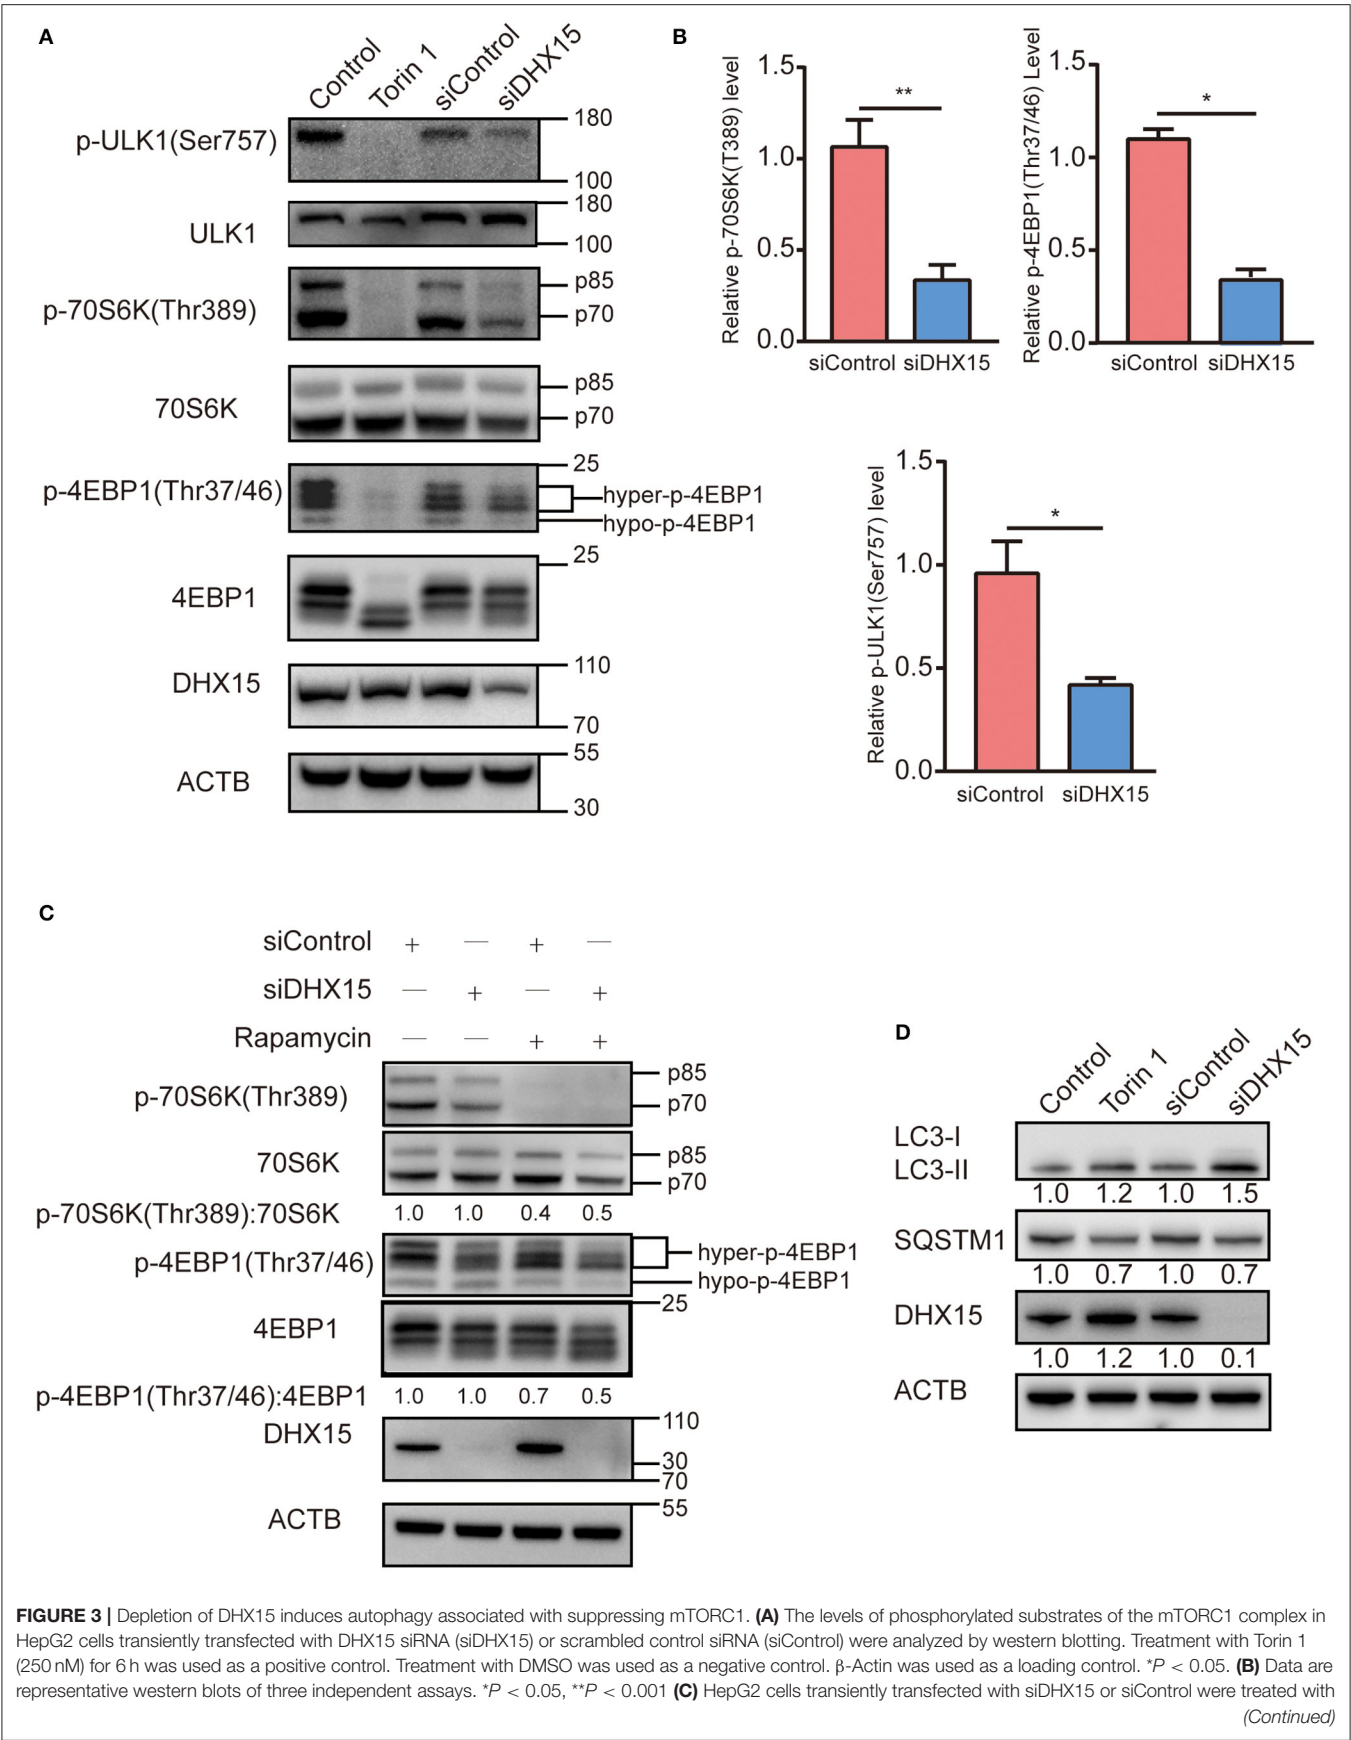 A
Control
Torin 1
siControl
siDHX15
p-ULK1(Ser757)
180
100
ULK1
180
100
p-70S6K(Thr389)
p85
p70
70S6K
p85
p70
p-4EBP1(Thr37/46)
25
hyper-p-4EBP1
hypo-p-4EBP1
4EBP1
25
DHX15
110
70
ACTB
55
30
B
Relative p-70S6K(T389) level
1.5
1.0
0.5
0.0
**
siControl siDHX15
Relative p-4EBP1(Thr37/46) Level
1.5
1.0
0.5
0.0
*
siControl siDHX15
Relative p-ULK1(Ser757) level
1.5
1.0
0.5
0.0
*
siControl siDHX15
C
siControl + — + —
siDHX15 — + — +
Rapamycin — — + +
p-70S6K(Thr389)
p85
p70
70S6K
p85
p70
p-70S6K(Thr389):70S6K 1.0 1.0 0.4 0.5
p-4EBP1(Thr37/46)
hyper-p-4EBP1
hypo-p-4EBP1
4EBP1
25
p-4EBP1(Thr37/46):4EBP1 1.0 1.0 0.7 0.5
DHX15
110
30
70
ACTB
55
D
Control
Torin 1
siControl
siDHX15
LC3-I
LC3-II
1.0 1.2 1.0 1.5
SQSTM1
1.0 0.7 1.0 0.7
DHX15
1.0 1.2 1.0 0.1
ACTB
FIGURE 3 | Depletion of DHX15 induces autophagy associated with suppressing mTORC1. (A) The levels of phosphorylated substrates of the mTORC1 complex in
HepG2 cells transiently transfected with DHX15 siRNA (siDHX15) or scrambled control siRNA (siControl) were analyzed by western blotting. Treatment with Torin 1
(250 nM) for 6 h was used as a positive control. Treatment with DMSO was used as a negative control. β-Actin was used as a loading control. *P < 0.05. (B) Data are
representative western blots of three independent assays. *P < 0.05, **P < 0.001 (C) HepG2 cells transiently transfected with siDHX15 or siControl were treated with
(Continued)